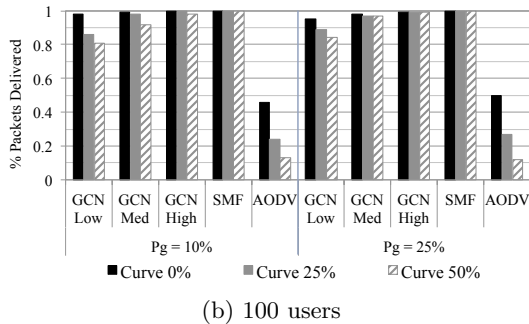 1
0.8
0.6
0.4
0.2
0
% Packets Delivered
GCN Low GCN Med GCN High SMF AODV GCN Low GCN Med GCN High SMF AODV
Pg = 10% Pg = 25%
Curve 0% Curve 25% Curve 50%
(b) 100 users